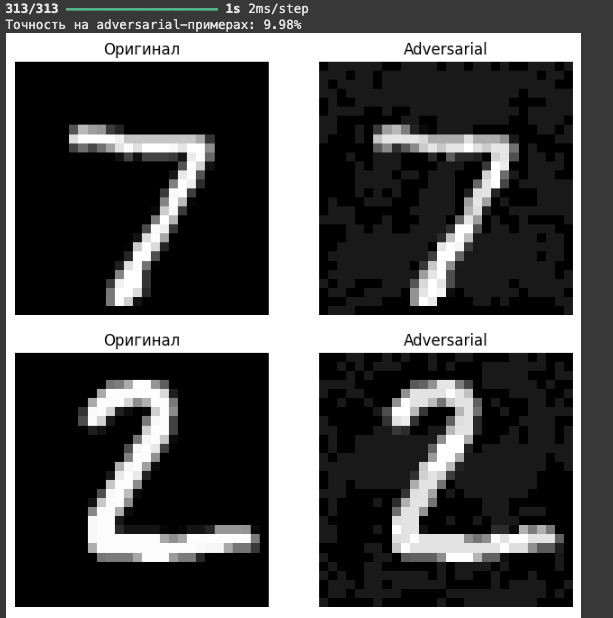 313/313 ━━━━━━━━━━━━━━━━━━━━ 1s 2ms/step
Точность на adversarial-примерах: 9.98%
Оригинал Adversarial
Оригинал Adversarial